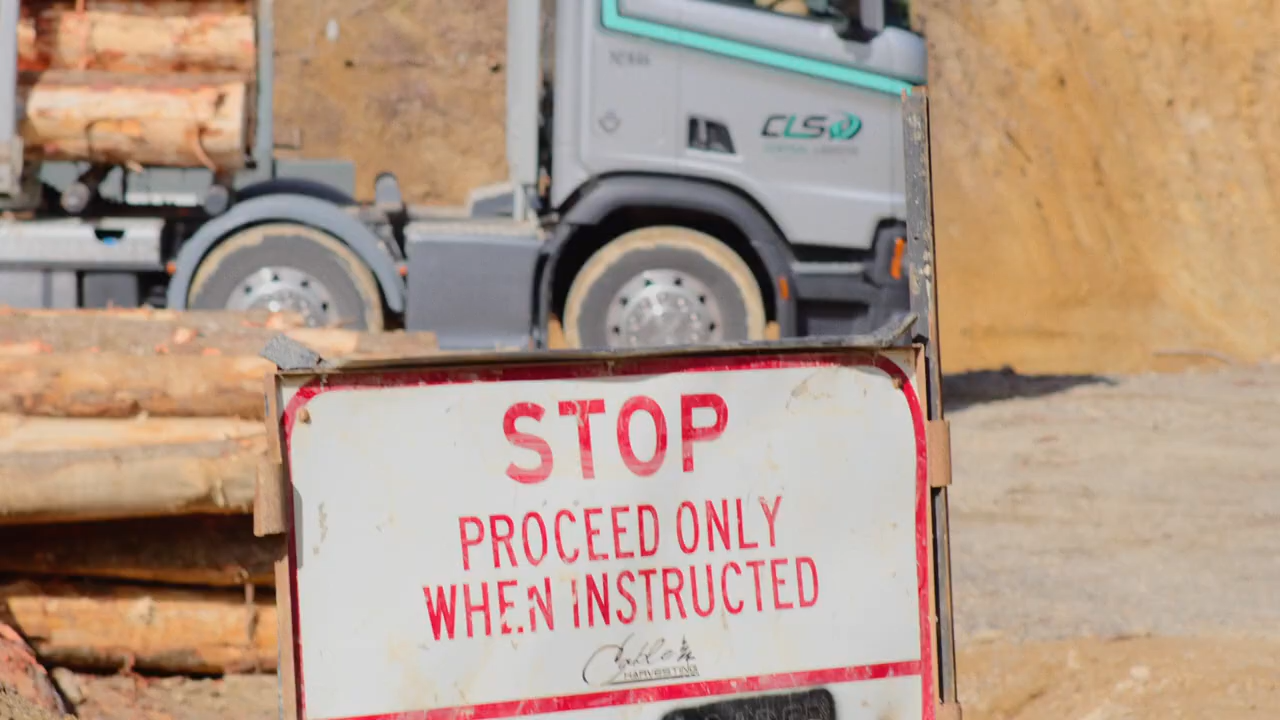 CLS
STOP
PROCEED ONLY
WHEN INSTRUCTED
HARVESTING